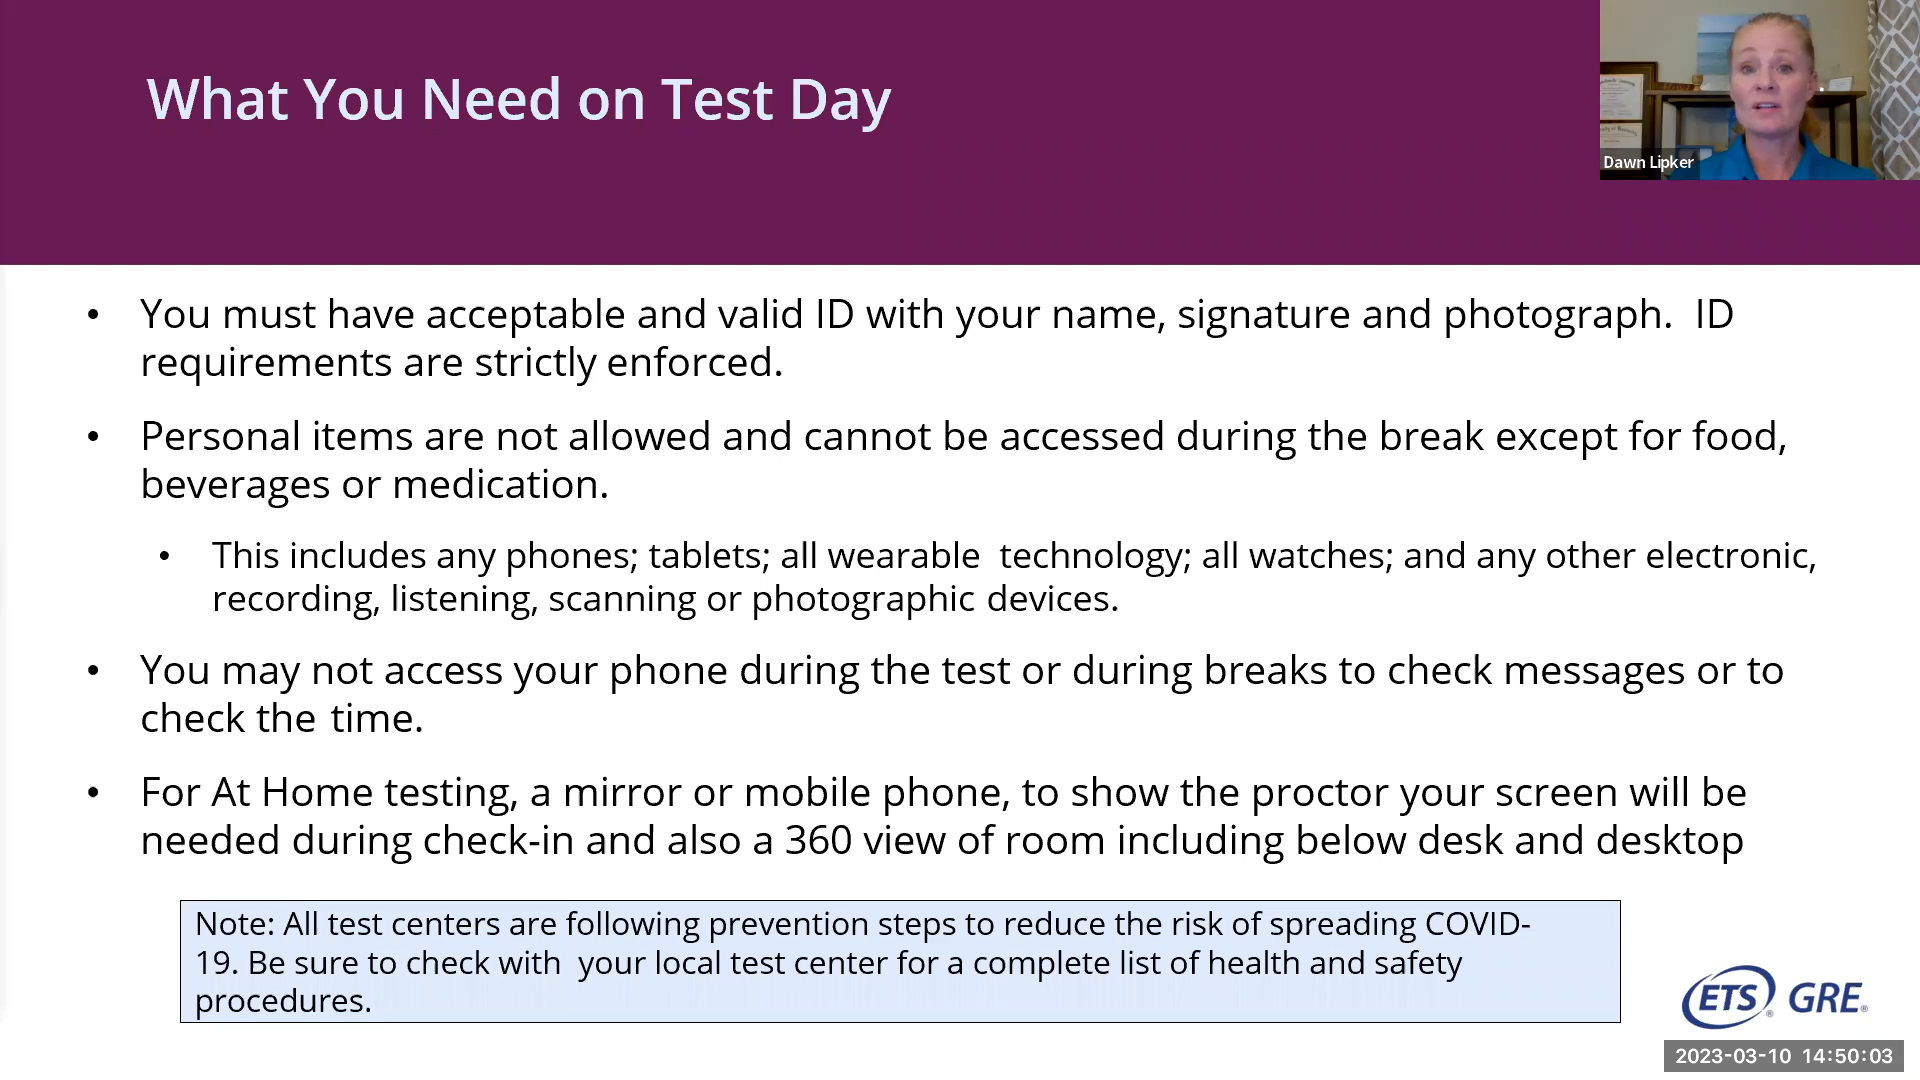 What You Need on Test Day
Dawn Lipker
• You must have acceptable and valid ID with your name, signature and photograph.  ID
requirements are strictly enforced.
• Personal items are not allowed and cannot be accessed during the break except for food,
beverages or medication.
• This includes any phones; tablets; all wearable  technology; all watches; and any other electronic,
recording, listening, scanning or photographic devices.
• You may not access your phone during the test or during breaks to check messages or to
check the time.
• For At Home testing, a mirror or mobile phone, to show the proctor your screen will be
needed during check-in and also a 360 view of room including below desk and desktop
Note: All test centers are following prevention steps to reduce the risk of spreading COVID-
19. Be sure to check with  your local test center for a complete list of health and safety
procedures.
ETS® GRE®
2023-03-10 14:50:03